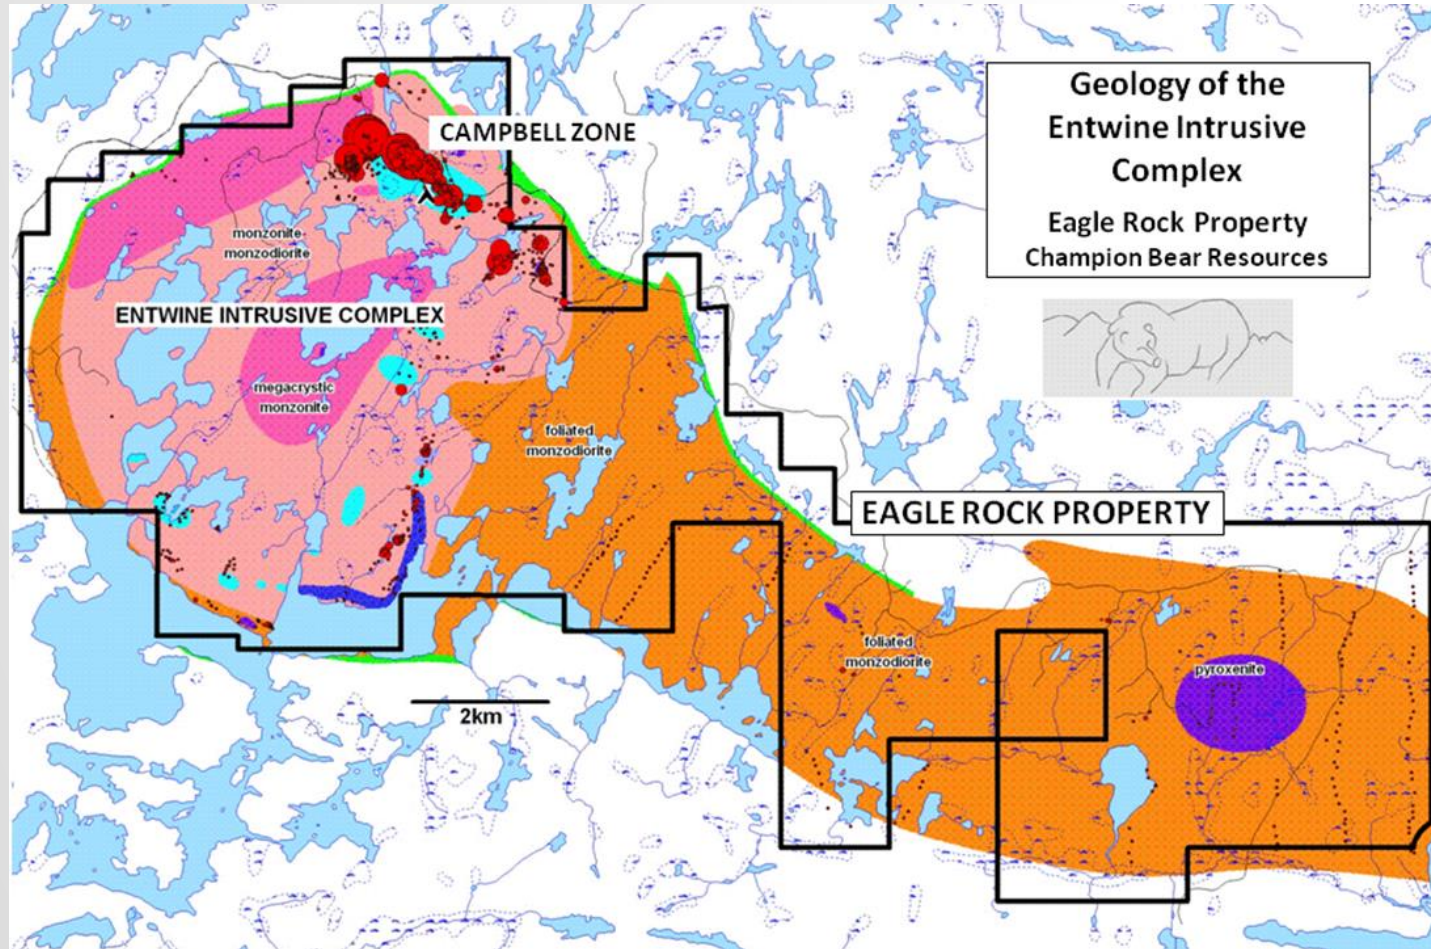 Geology of the
Entwine Intrusive
Complex
Eagle Rock Property
Champion Bear Resources
CAMPBELL ZONE
monzonite-
monzodiorite
ENTWINE INTRUSIVE COMPLEX
megacrystic
monzonite
foliated
monzodiorite
EAGLE ROCK PROPERTY
foliated
monzodiorite
pyroxenite
2km